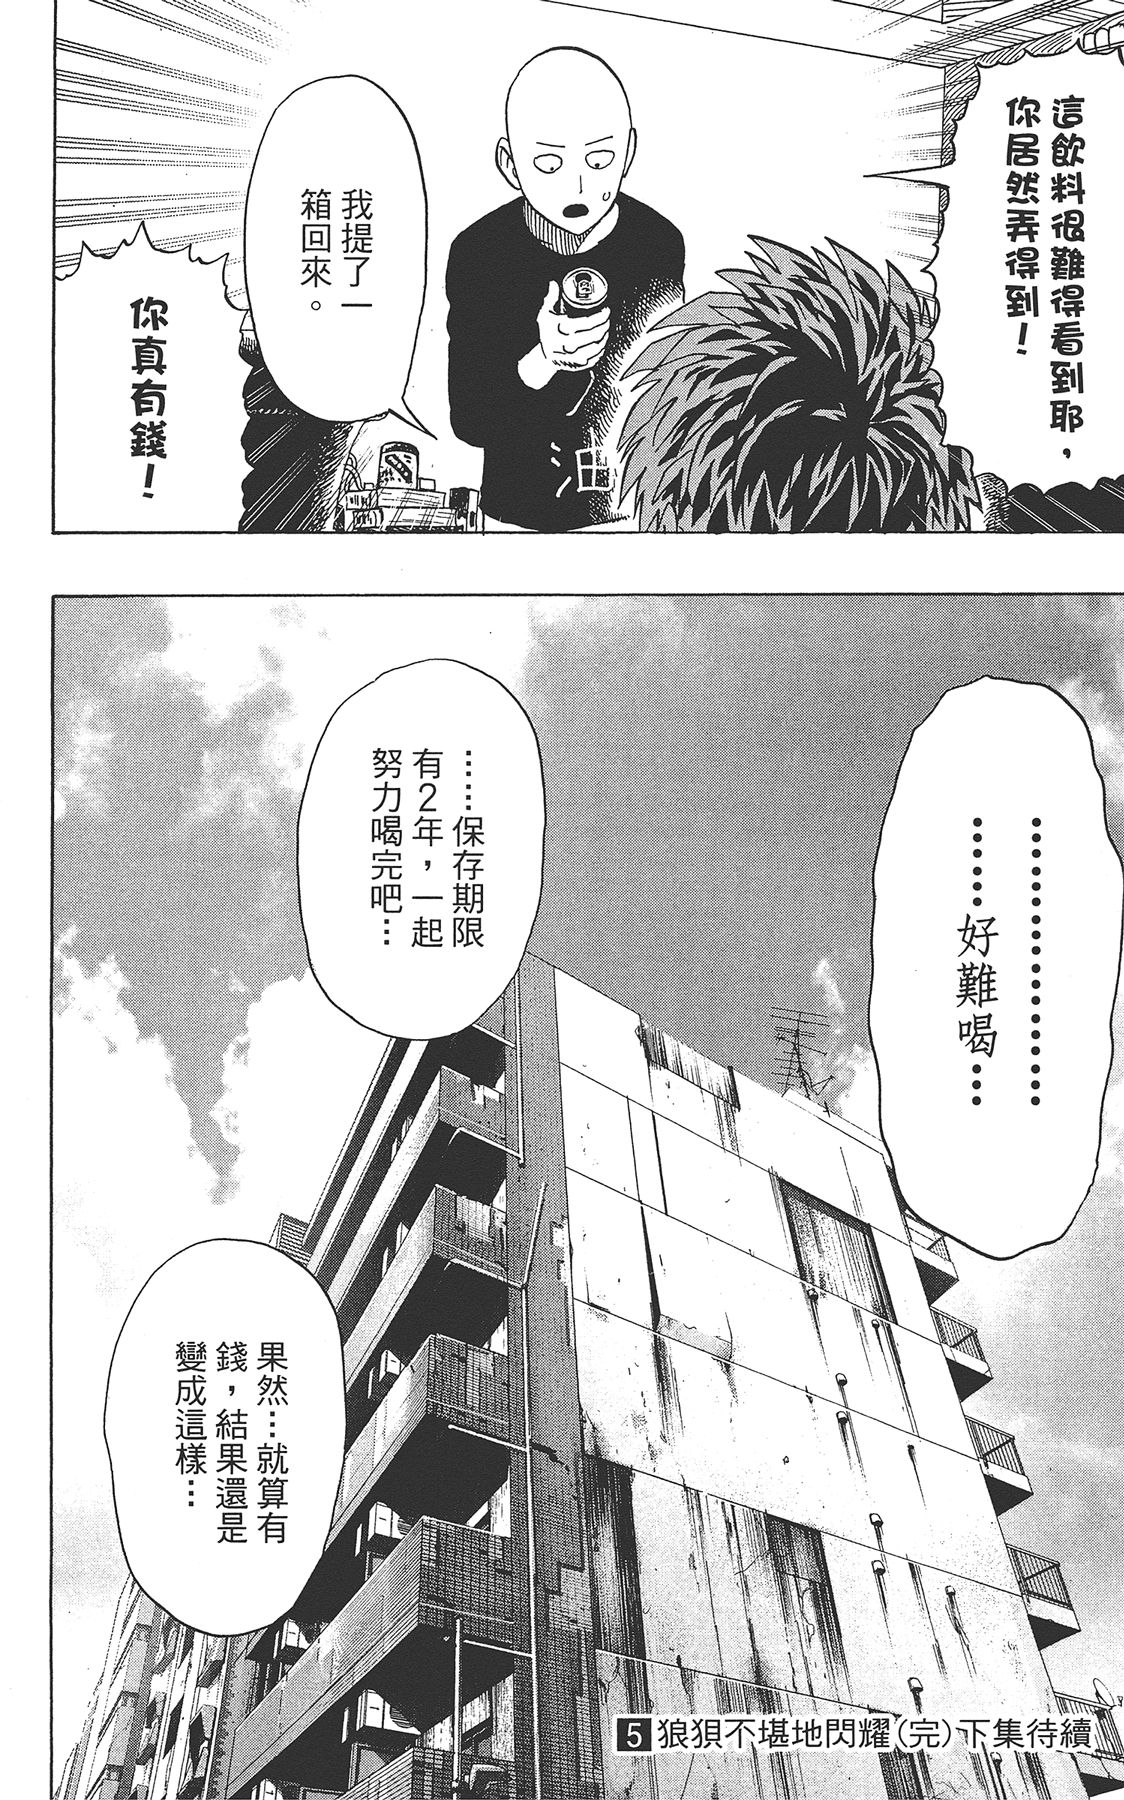 這飲料很難得看到耶，
你居然弄得到！
我提了一
箱回來。
你真有錢！
油
………………………
………好難喝…
……保存期限
有2年，一起
努力喝完吧…
果然…就算有
錢，結果還是
變成這樣…
5 狼狽不堪地閃耀（完）下集待續